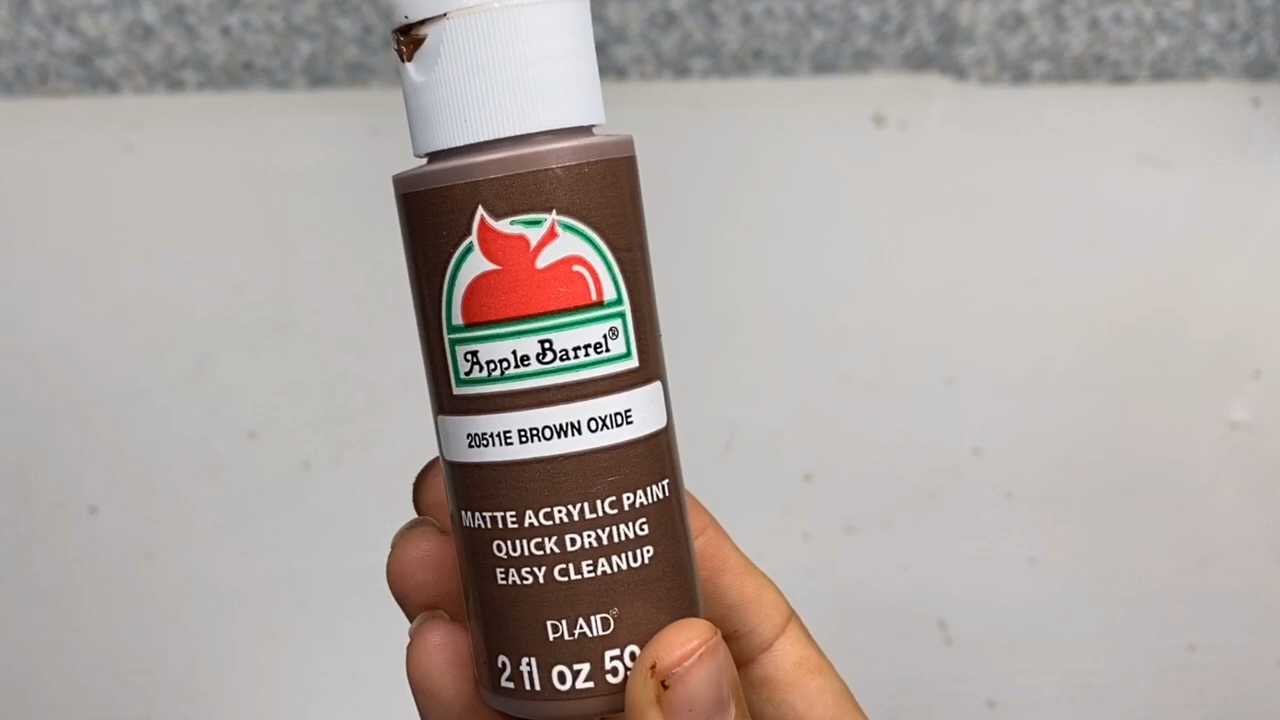 Apple Barrel®
20511E BROWN OXIDE
MATTE ACRYLIC PAINT
QUICK DRYING
EASY CLEANUP
PLAID®
2 fl oz 59